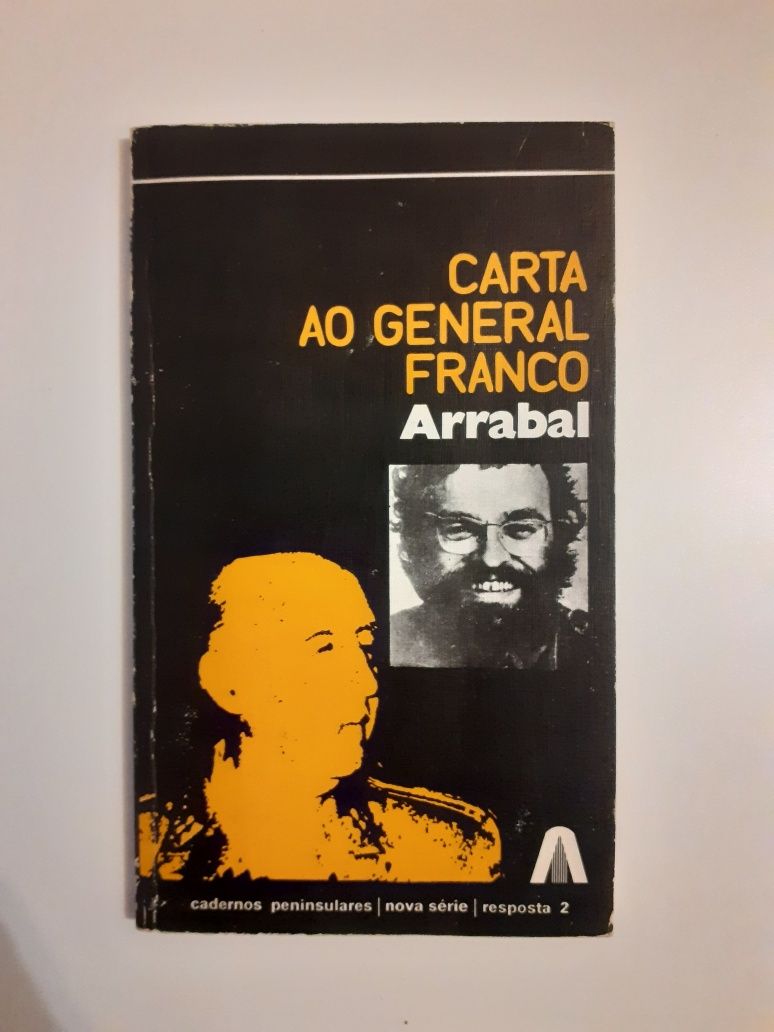 CARTA
AO GENERAL
FRANCO
Arrabal
cadernos peninsulares | nova série | resposta 2